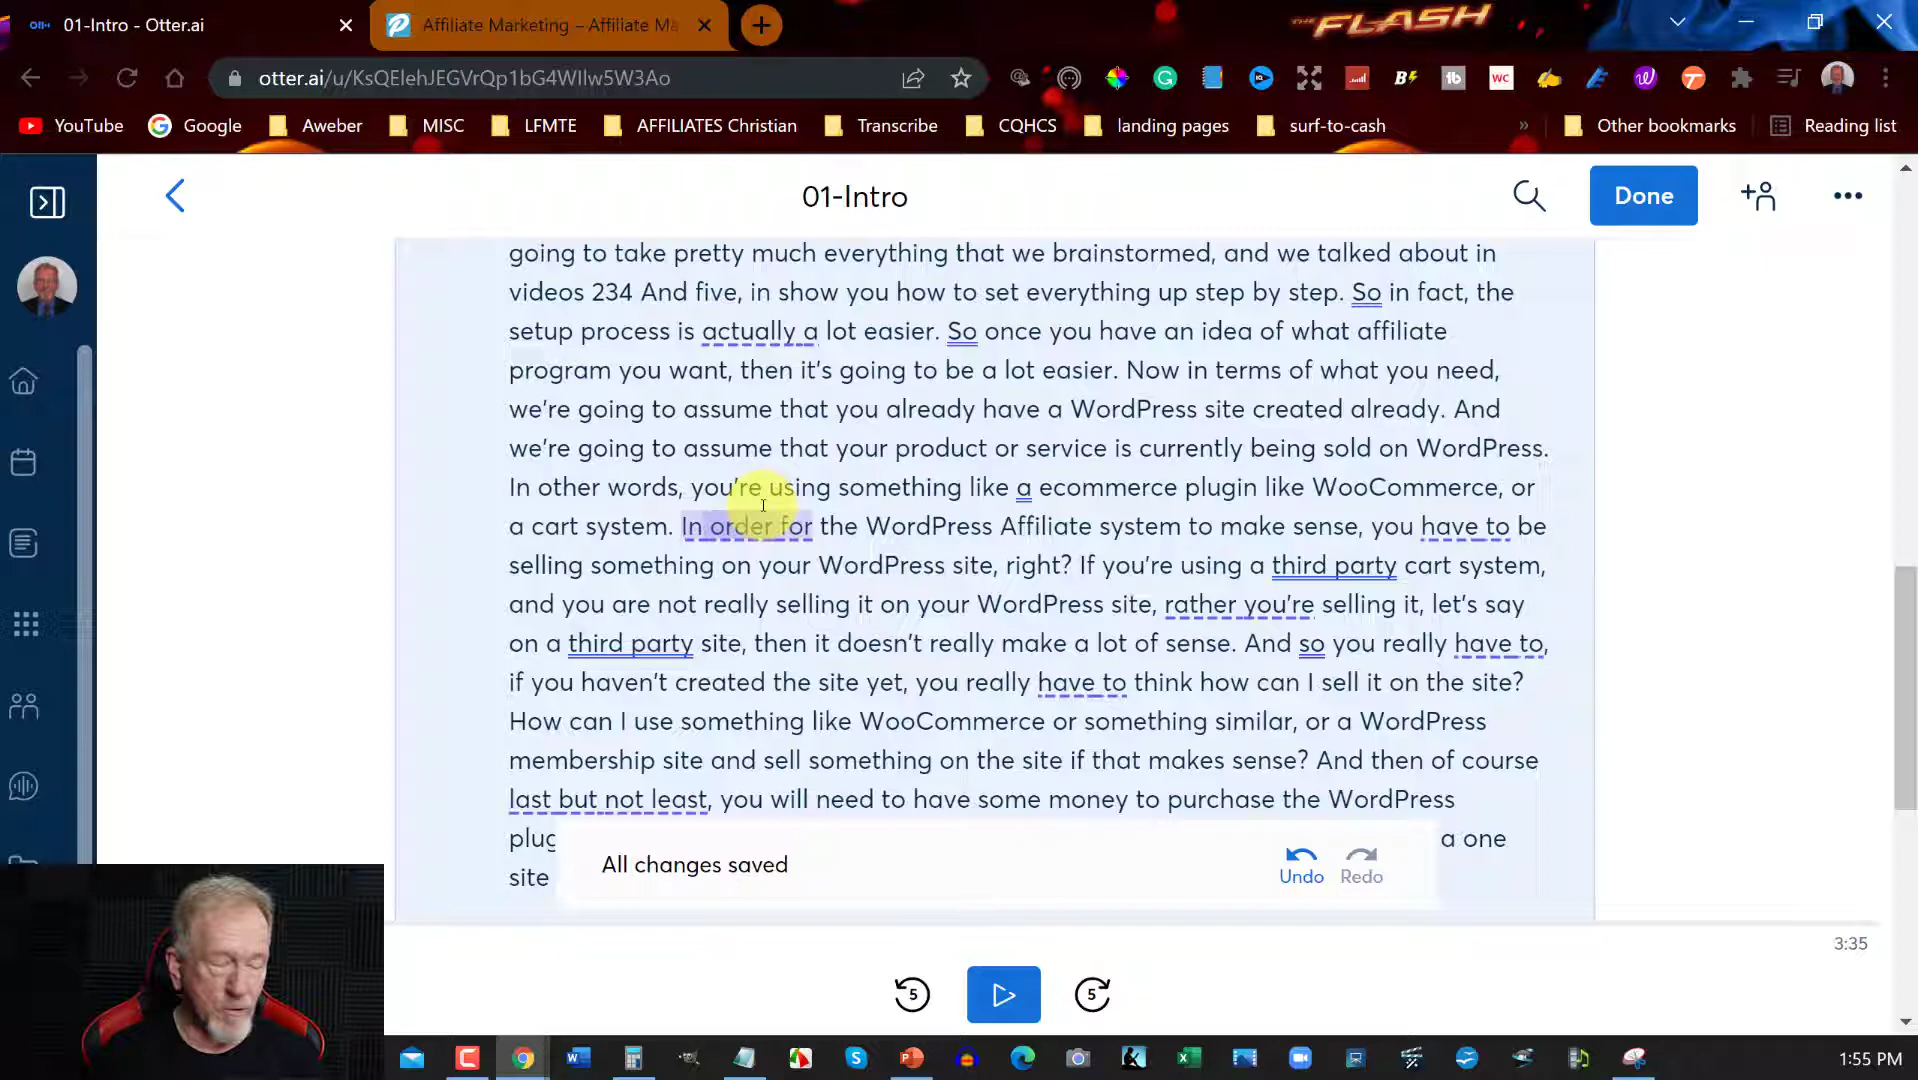 01-Intro - Otter.ai
Affiliate Marketing – Affiliate Ma
THE FLASH
otter.ai/u/KsQElehJEGVrQp1bG4WIlw5W3Ao
YouTube Google Aweber MISC LFMTE AFFILIATES Christian Transcribe CQHCS landing pages surf-to-cash » Other bookmarks Reading list
01-Intro
Done
going to take pretty much everything that we brainstormed, and we talked about in
videos 234 And five, in show you how to set everything up step by step. So in fact, the
setup process is actually a lot easier. So once you have an idea of what affiliate
program you want, then it's going to be a lot easier. Now in terms of what you need,
we're going to assume that you already have a WordPress site created already. And
we're going to assume that your product or service is currently being sold on WordPress.
In other words, you're using something like a ecommerce plugin like WooCommerce, or
a cart system. In order for the WordPress Affiliate system to make sense, you have to be
selling something on your WordPress site, right? If you're using a third party cart system,
and you are not really selling it on your WordPress site, rather you're selling it, let's say
on a third party site, then it doesn't really make a lot of sense. And so you really have to,
if you haven't created the site yet, you really have to think how can I sell it on the site?
How can I use something like WooCommerce or something similar, or a WordPress
membership site and sell something on the site if that makes sense? And then of course
last but not least, you will need to have some money to purchase the WordPress
plug a one
site
All changes saved
Undo Redo
3:35
5 5
1:55 PM